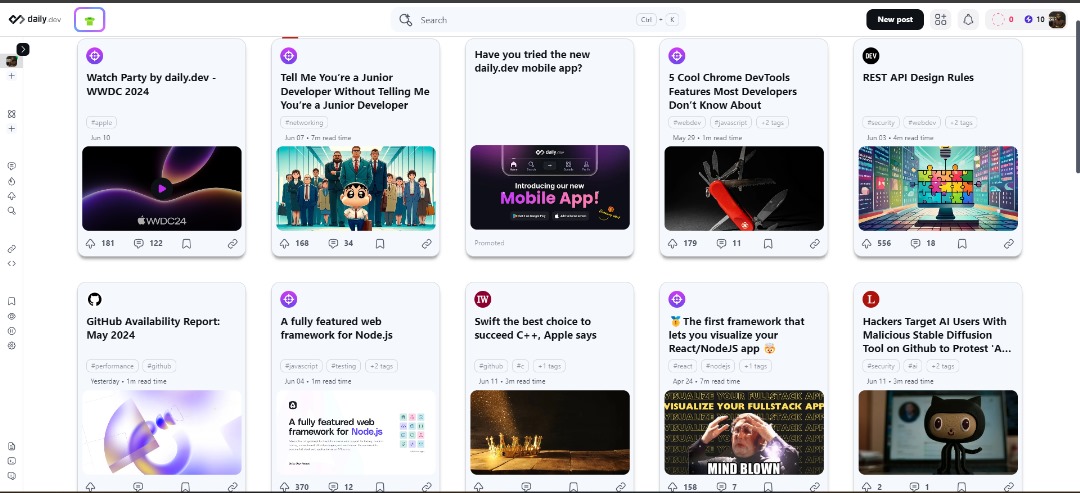 daily.dev
Search
Ctrl + K
New post
0
10
Watch Party by daily.dev -
WWDC 2024
#apple
Jun 10
WWDC24
181
122
Tell Me You're a Junior
Developer Without Telling Me
You're a Junior Developer
#networking
Jun 07 • 7m read time
168
34
Have you tried the new
daily.dev mobile app?
daily.dev
Introducing our new
Mobile App!
Promoted
5 Cool Chrome DevTools
Features Most Developers
Don't Know About
#webdev
#javascript
+2 tags
May 29 • 1m read time
179
11
DEV
REST API Design Rules
#security
#webdev
+2 tags
Jun 03 • 4m read time
556
18
GitHub Availability Report:
May 2024
#performance
#github
Yesterday • 1m read time
A fully featured web
framework for Node.js
#javascript
#testing
+2 tags
Jun 04 • 1m read time
A fully featured web
framework for Node.js
370
12
IW
Swift the best choice to
succeed C++, Apple says
#github
#c
+1 tags
Jun 11 • 3m read time
🏅The first framework that
lets you visualize your
React/NodeJS app 🤯
#react
#nodejs
+1 tags
Apr 24 • 7m read time
VISUALIZE YOUR FULLSTACK APP
MIND BLOWN
158
7
L
Hackers Target AI Users With
Malicious Stable Diffusion
Tool on Github to Protest 'A...
#security
#ai
+2 tags
Jun 11 • 3m read time
2
1